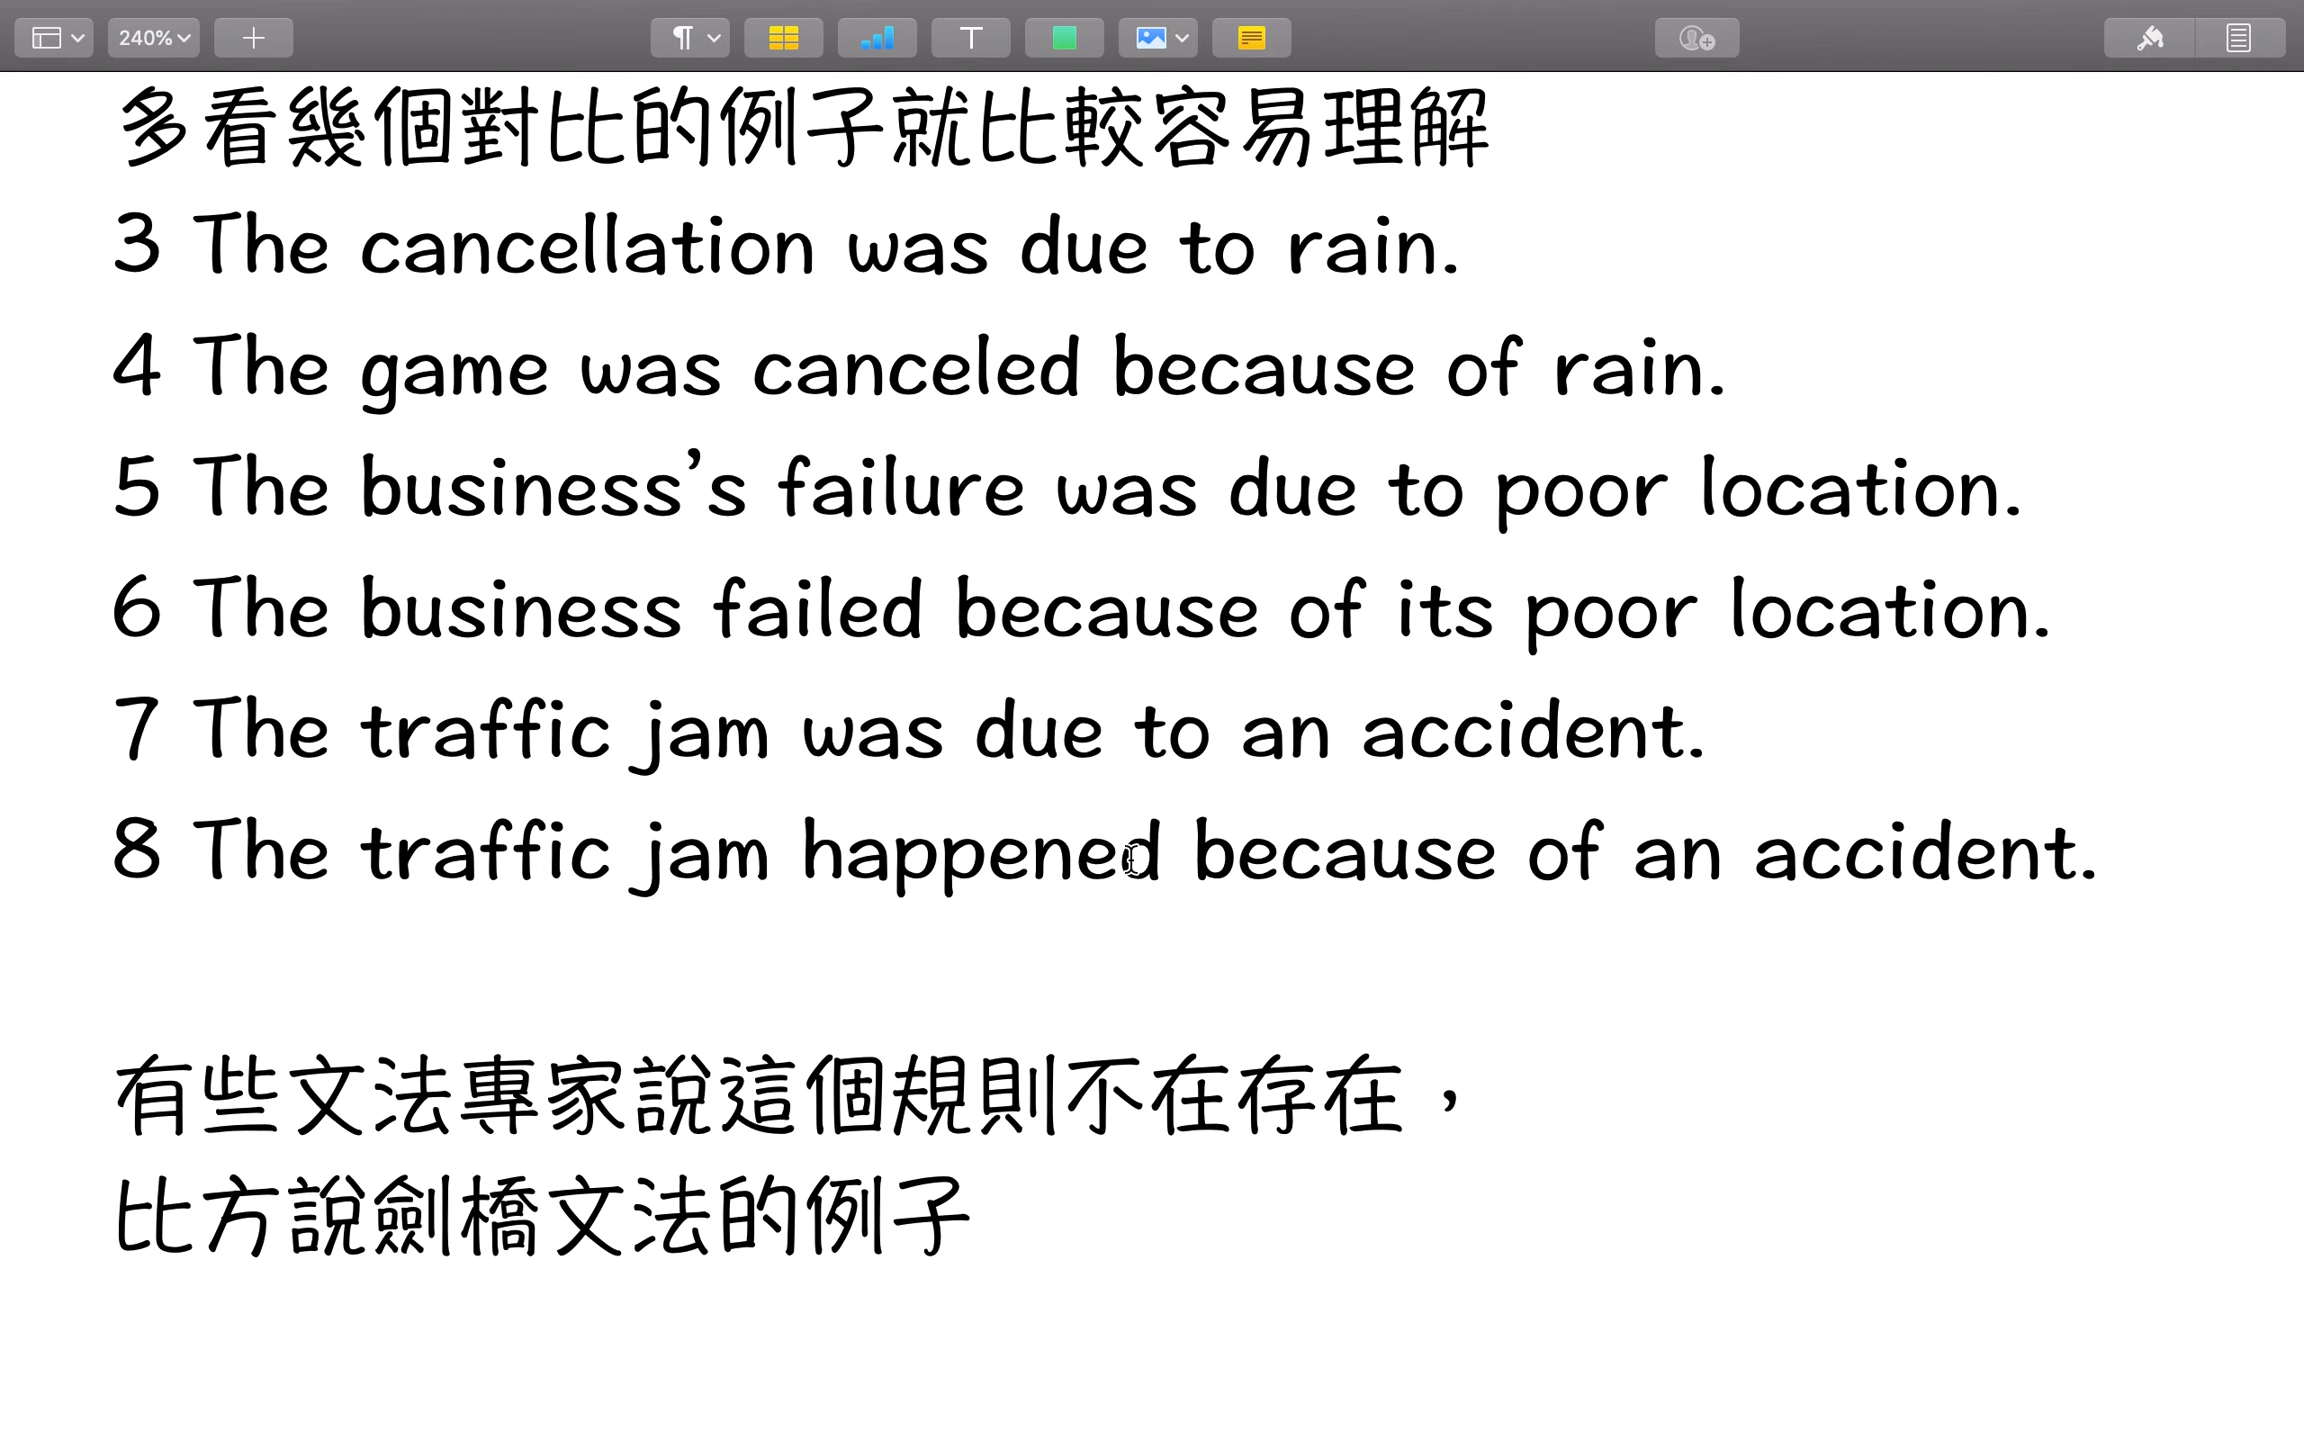 240%
多看幾個對比的例子就比較容易理解
3 The cancellation was due to rain.
4 The game was canceled because of rain.
5 The business’s failure was due to poor location.
6 The business failed because of its poor location.
7 The traffic jam was due to an accident.
8 The traffic jam happened because of an accident.
有些文法專家說這個規則不在存在，
比方說劍橋文法的例子